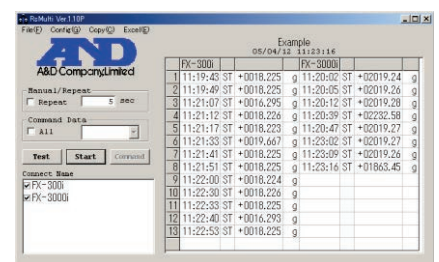 RsMulti Ver.1.10P
File(F) Config(G) Copy(C) Excel(E)
AND
A&D Company,Limited
Manual/Repeat
Repeat 5 sec
Command Data
All
Test Start Command
Connect Name
FX-300i
FX-3000i
Example
05/04/12 11:23:16
FX-300i FX-3000i
1 11:19:43 ST +0018.225 g 11:20:02 ST +02019.24 g
2 11:19:49 ST +0018.225 g 11:20:05 ST +02019.26 g
3 11:21:07 ST +0016.295 g 11:20:12 ST +02019.28 g
4 11:21:12 ST +0018.226 g 11:20:39 ST +02232.58 g
5 11:21:17 ST +0018.223 g 11:20:47 ST +02019.27 g
6 11:21:33 ST +0019.667 g 11:23:02 ST +02019.27 g
7 11:21:41 ST +0018.225 g 11:23:09 ST +02019.26 g
8 11:21:51 ST +0018.225 g 11:23:16 ST +01863.45 g
9 11:22:00 ST +0018.224 g
10 11:22:30 ST +0018.226 g
11 11:22:33 ST +0018.225 g
12 11:22:40 ST +0016.293 g
13 11:22:53 ST +0018.225 g